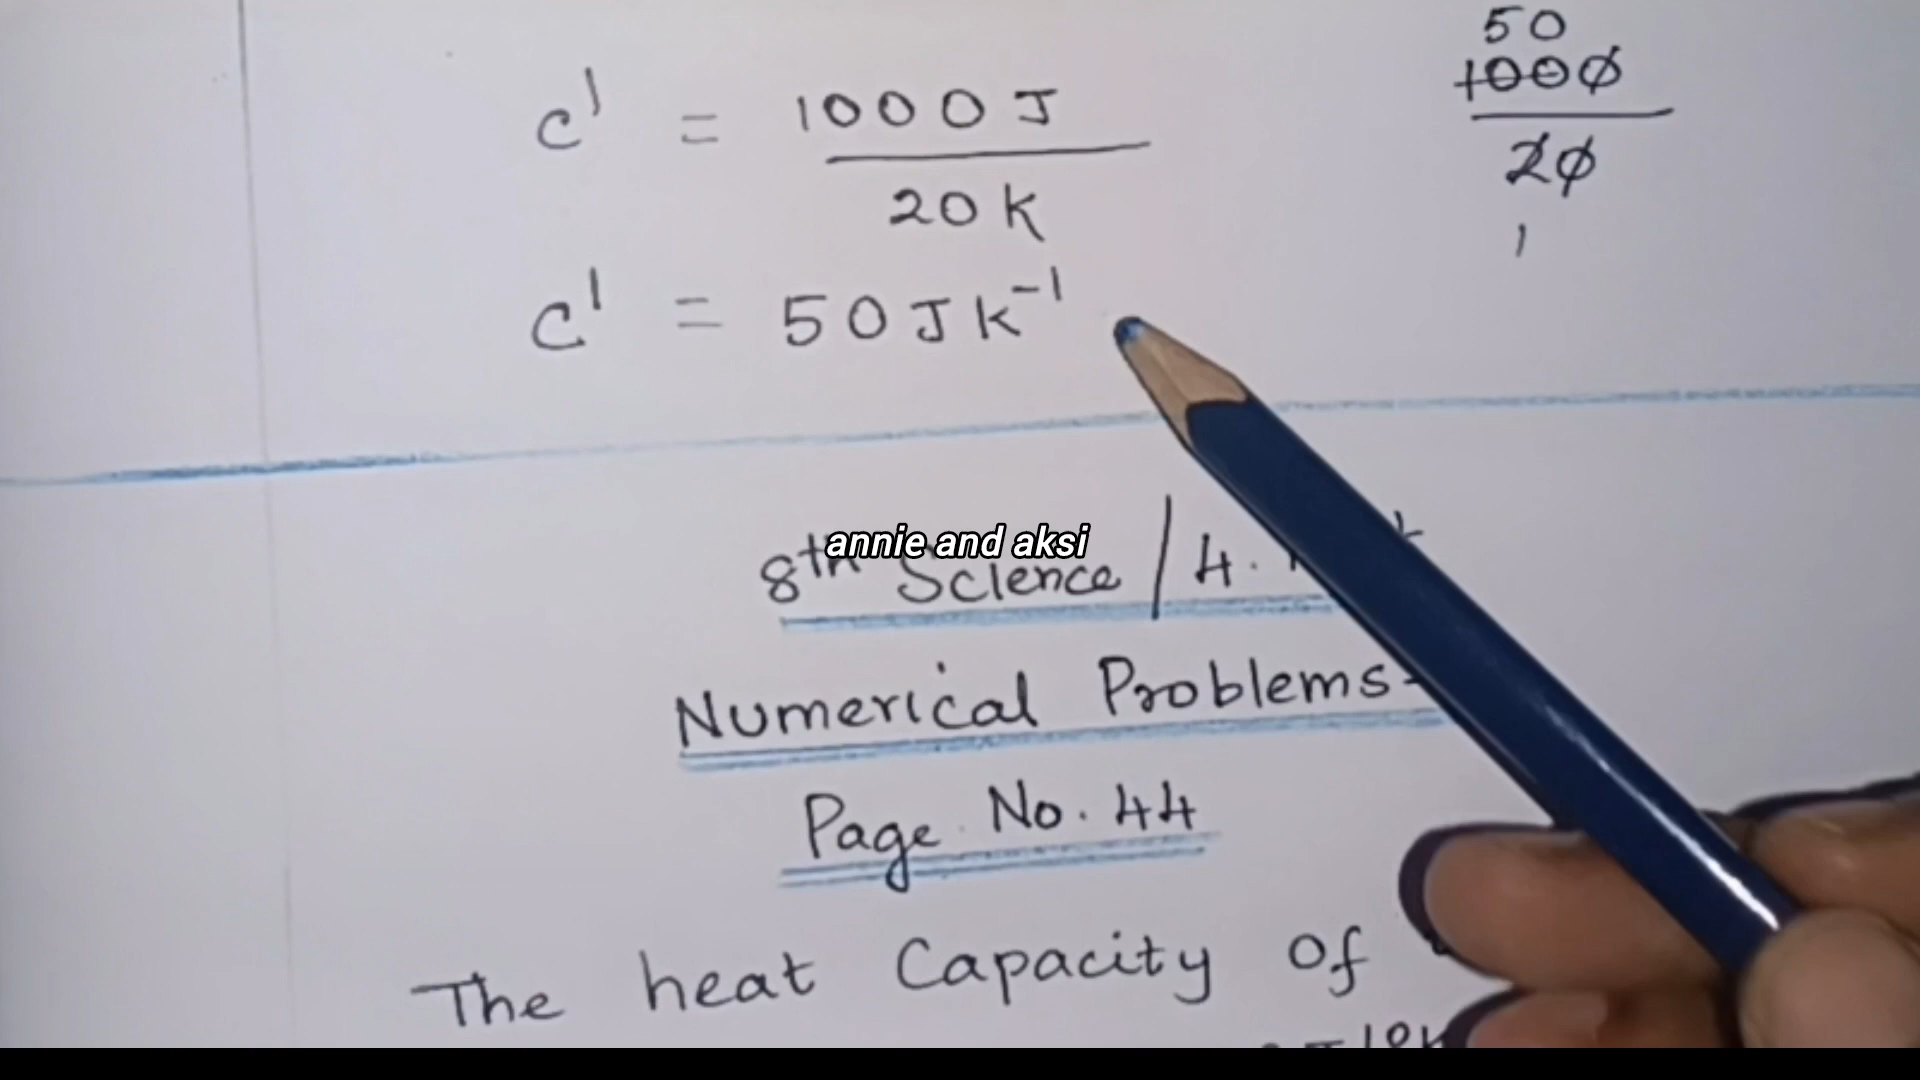 C' = 1000 J / 20 K
50
1000
20
1
C' = 50 J K⁻¹
annie and aksi
8th Science / 4.
Numerical Problems-
Page No. 44
The heat Capacity of